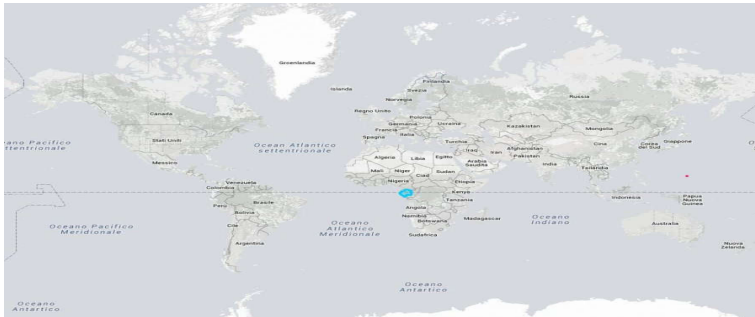 Groenlandia
Islanda
Finlandia
Svezia
Norvegia
Russia
Canada
Regno Unito
Polonia
Germania
Ucraina
Francia
Italia
Spagna
Kazakistan
Mongolia
Stati Uniti
Oceano Pacifico
settentrionale
Oceano Atlantico
settentrionale
Turchia
Iraq
Iran
Afghanistan
Pakistan
Cina
Corea
del Sud
Giappone
Messico
Algeria
Libia
Egitto
Arabia
Saudita
India
Thailandia
Mali
Niger
Ciad
Sudan
Nigeria
Etiopia
Venezuela
Colombia
Kenya
Tanzania
Perù
Brasile
Bolivia
Indonesia
Papua
Nuova
Guinea
Angola
Namibia
Botswana
Madagascar
Oceano
Indiano
Oceano
Atlantico
Meridionale
Oceano Pacifico
Meridionale
Cile
Argentina
Sudafrica
Australia
Nuova
Zelanda
Oceano
Antartico
Oceano
Antartico